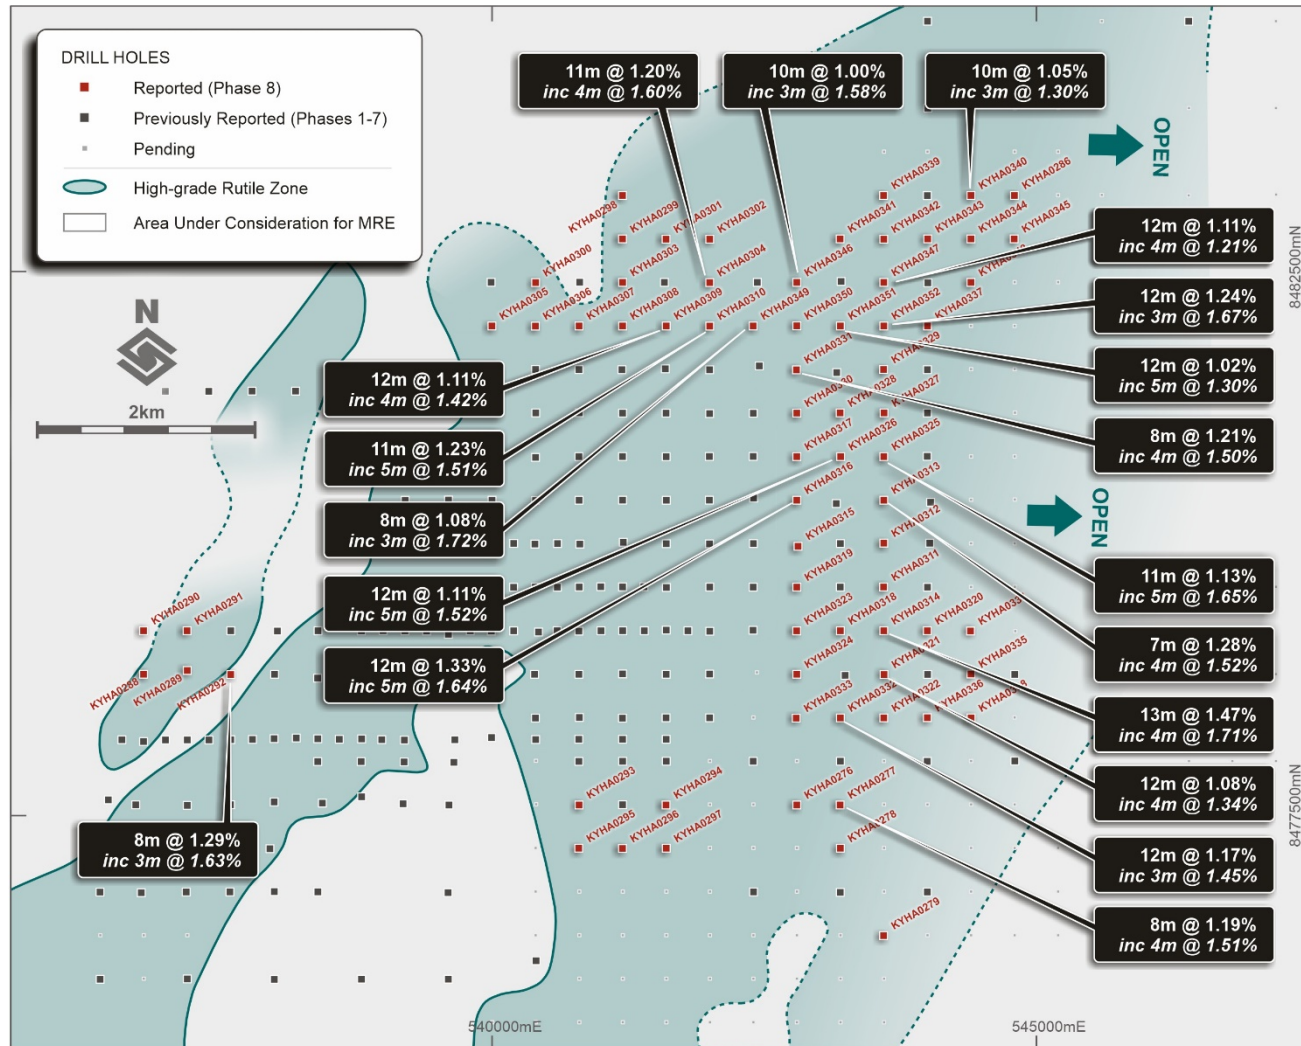 DRILL HOLES
Reported (Phase 8)
Previously Reported (Phases 1-7)
Pending
High-grade Rutile Zone
Area Under Consideration for MRE
N
2km
11m @ 1.20%
inc 4m @ 1.60%
10m @ 1.00%
inc 3m @ 1.58%
10m @ 1.05%
inc 3m @ 1.30%
OPEN
12m @ 1.11%
inc 4m @ 1.21%
12m @ 1.24%
inc 3m @ 1.67%
12m @ 1.02%
inc 5m @ 1.30%
8m @ 1.21%
inc 4m @ 1.50%
OPEN
11m @ 1.13%
inc 5m @ 1.65%
7m @ 1.28%
inc 4m @ 1.52%
13m @ 1.47%
inc 4m @ 1.71%
12m @ 1.08%
inc 4m @ 1.34%
12m @ 1.17%
inc 3m @ 1.45%
8m @ 1.19%
inc 4m @ 1.51%
12m @ 1.11%
inc 4m @ 1.42%
11m @ 1.23%
inc 5m @ 1.51%
8m @ 1.08%
inc 3m @ 1.72%
12m @ 1.11%
inc 5m @ 1.52%
12m @ 1.33%
inc 5m @ 1.64%
8m @ 1.29%
inc 3m @ 1.63%
KYHA0339
KYHA0340
KYHA0286
KYHA0298
KYHA0299
KYHA0301
KYHA0302
KYHA0341
KYHA0342
KYHA0343
KYHA0344
KYHA0345
KYHA0300
KYHA0303
KYHA0304
KYHA0346
KYHA0347
KYHA0305
KYHA0306
KYHA0307
KYHA0308
KYHA0309
KYHA0310
KYHA0349
KYHA0350
KYHA0351
KYHA0352
KYHA0337
KYHA0331
KYHA0329
KYHA0330
KYHA0328
KYHA0327
KYHA0317
KYHA0326
KYHA0325
KYHA0316
KYHA0313
KYHA0315
KYHA0312
KYHA0319
KYHA0311
KYHA0323
KYHA0318
KYHA0314
KYHA0320
KYHA0324
KYHA0321
KYHA0335
KYHA0333
KYHA0332
KYHA0322
KYHA0336
KYHA0290
KYHA0291
KYHA0288
KYHA0289
KYHA0292
KYHA0293
KYHA0294
KYHA0276
KYHA0277
KYHA0295
KYHA0296
KYHA0297
KYHA0278
KYHA0279
8482500mN
8477500mN
540000mE
545000mE